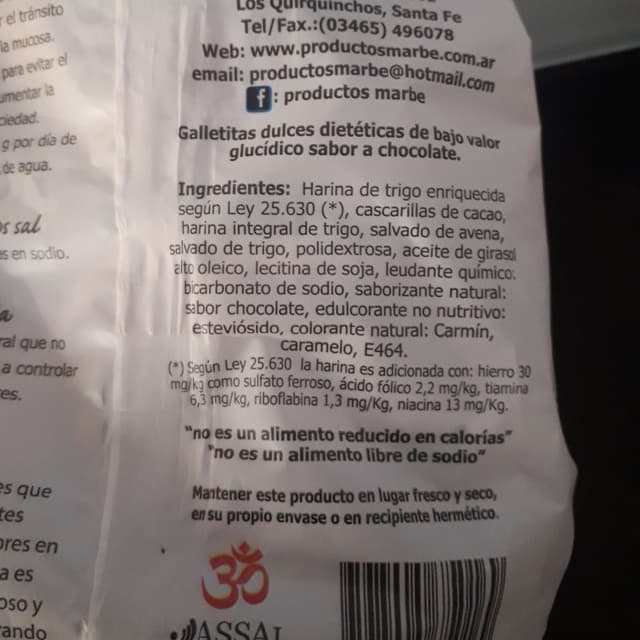 r el tránsito
la mucosa.
para evitar el
umentar la
ciedad.
g por día de
de agua.
os sal
es en sodio.
a
ral que no
a controlar
res.
es que
tes
ores en
a es
oso y
rando
Los Quirquinchos, Santa Fe
Tel/Fax.:(03465) 496078
Web: www.productosmarbe.com.ar
email: productosmarbe@hotmail.com
f : productos marbe
Galletitas dulces dietéticas de bajo valor
glucídico sabor a chocolate.
Ingredientes: Harina de trigo enriquecida
según Ley 25.630 (*), cascarillas de cacao,
harina integral de trigo, salvado de avena,
salvado de trigo, polidextrosa, aceite de girasol
alto oleico, lecitina de soja, leudante químico:
bicarbonato de sodio, saborizante natural:
sabor chocolate, edulcorante no nutritivo:
esteviósido, colorante natural: Carmín,
caramelo, E464.
(*) Según Ley 25.630 la harina es adicionada con: hierro 30
mg/kg como sulfato ferroso, ácido fólico 2,2 mg/kg, tiamina
6,3 mg/kg, riboflabina 1,3 mg/Kg, niacina 13 mg/Kg.
"no es un alimento reducido en calorías"
"no es un alimento libre de sodio"
Mantener este producto en lugar fresco y seco,
en su propio envase o en recipiente hermético.
ॐ
ASSAL